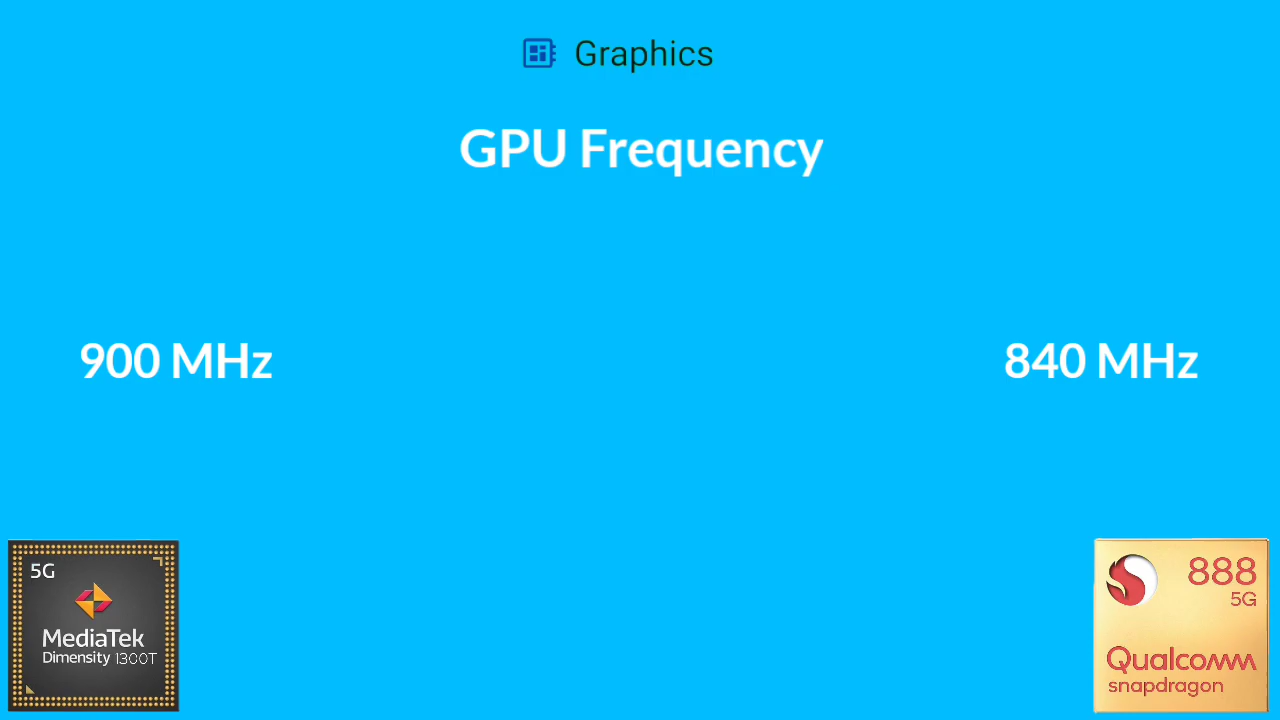 Graphics
GPU Frequency
900 MHz
840 MHz
5G
MediaTek
Dimensity 1300T
888
5G
Qualcomm
snapdragon